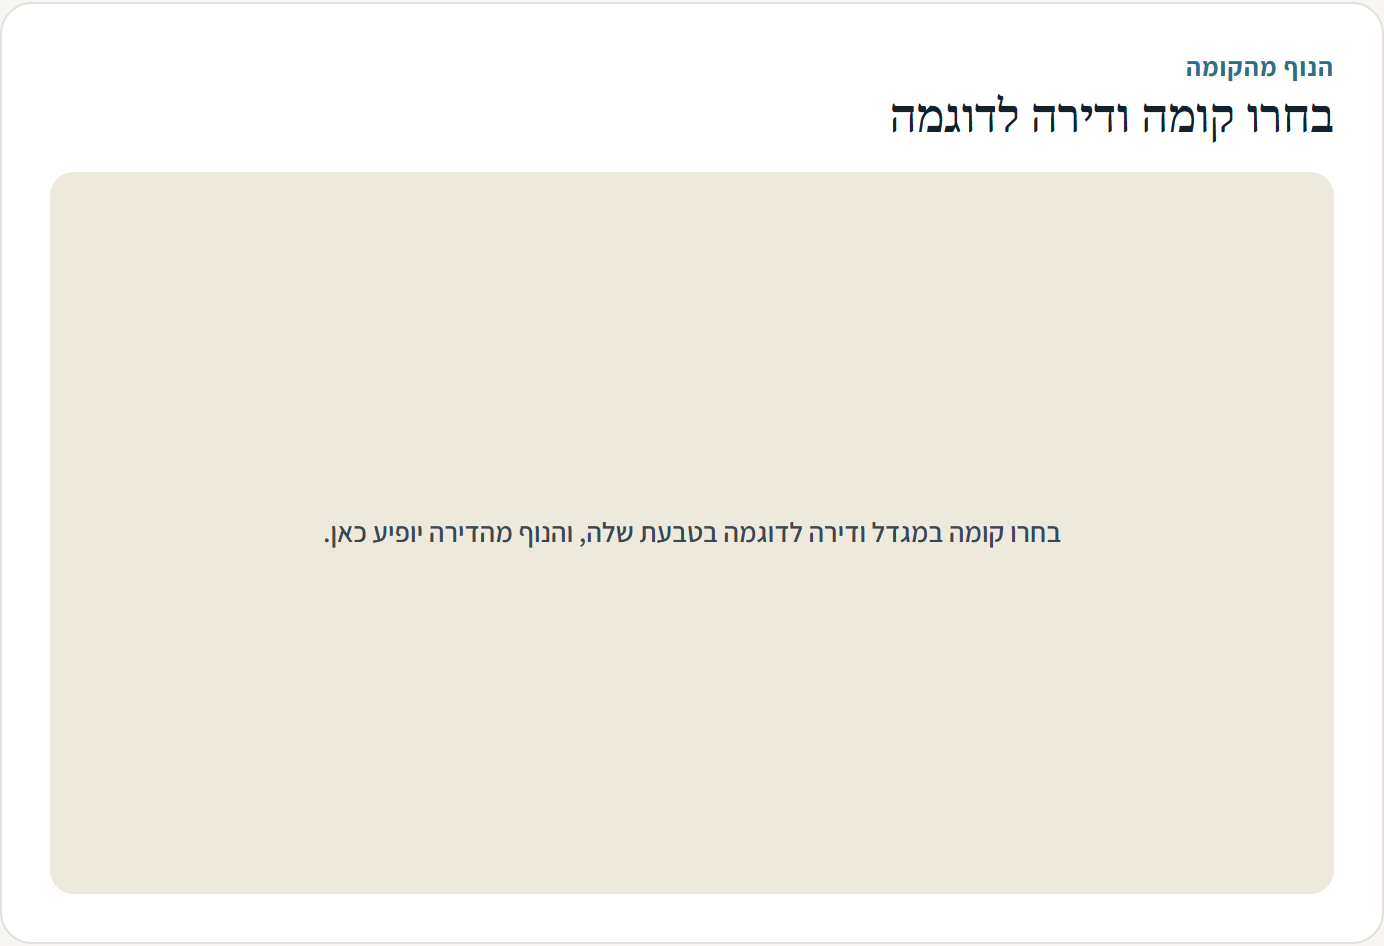 הנוף מהקומה
בחרו קומה ודירה לדוגמה
בחרו קומה במגדל ודירה לדוגמה בטבעת שלה, והנוף מהדירה יופיע כאן.